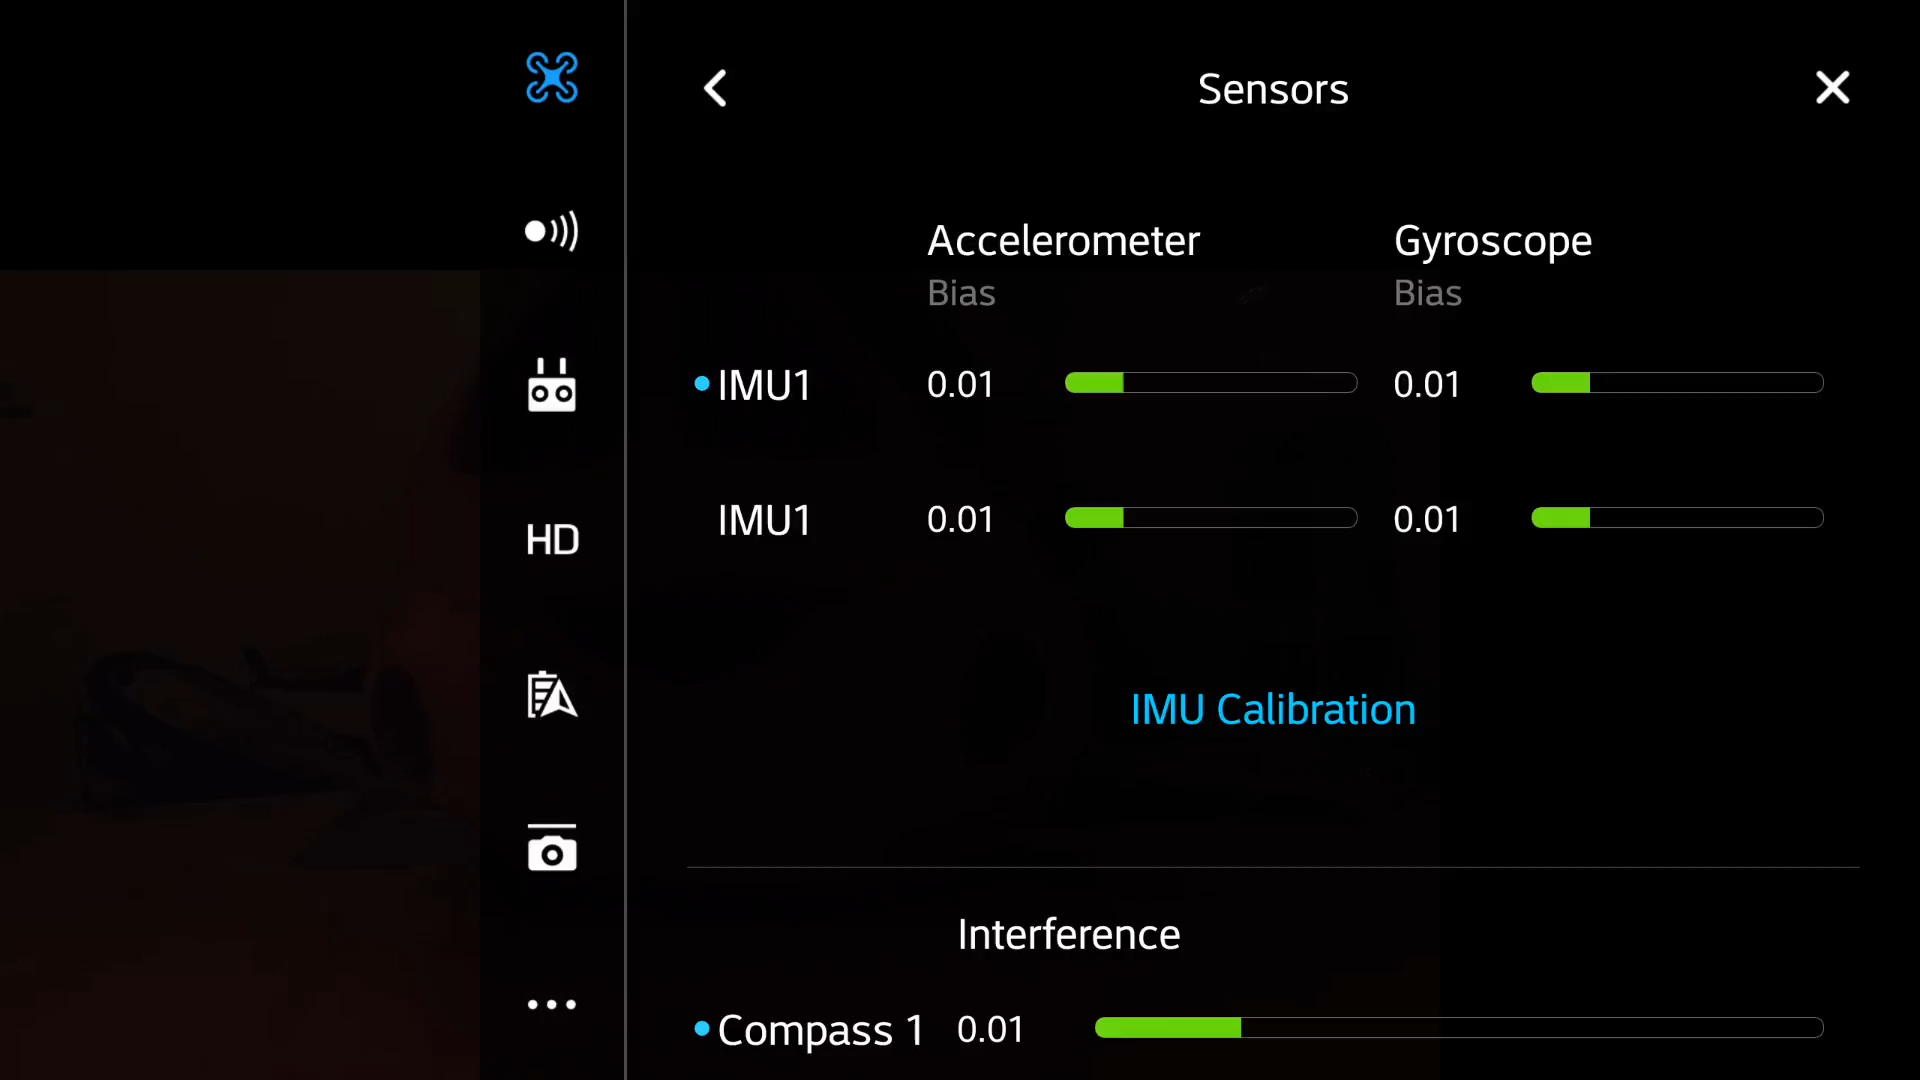 Sensors
Accelerometer Gyroscope
Bias Bias
IMU1 0.01 0.01
IMU1 0.01 0.01
HD
IMU Calibration
Interference
Compass 1 0.01